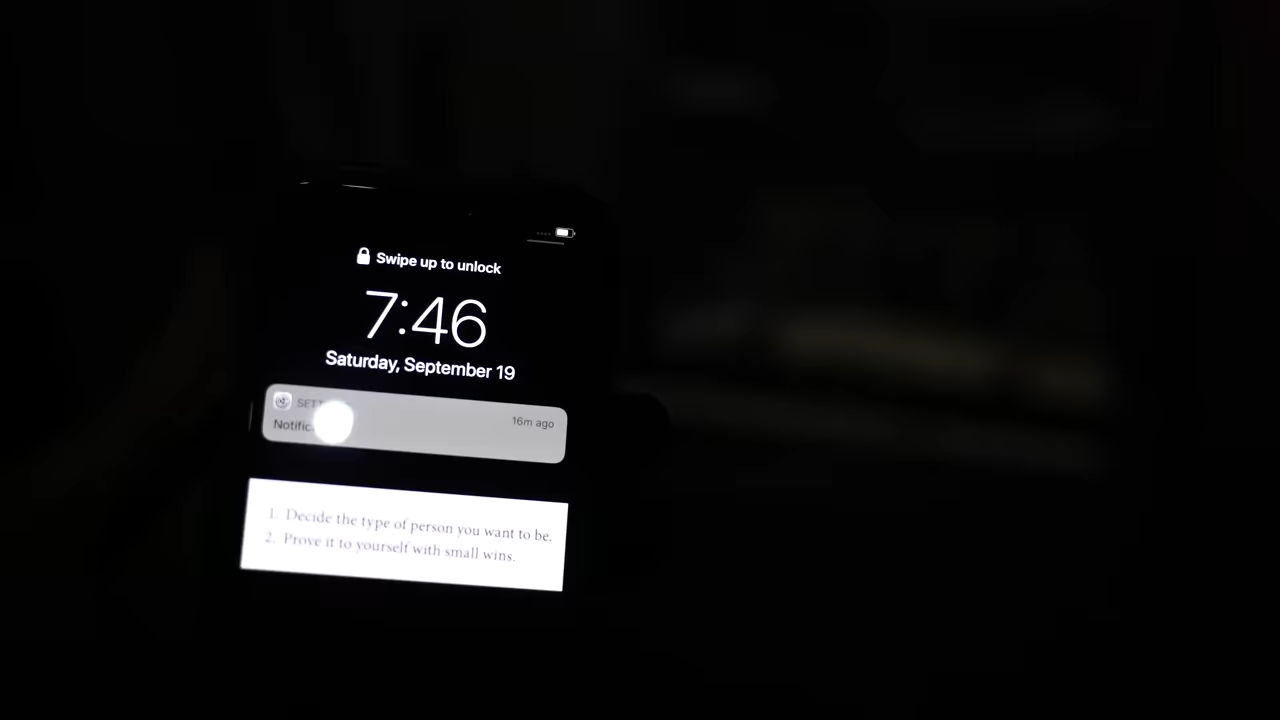 Swipe up to unlock
7:46
Saturday, September 19
16m ago
1. Decide the type of person you want to be.
2. Prove it to yourself with small wins.